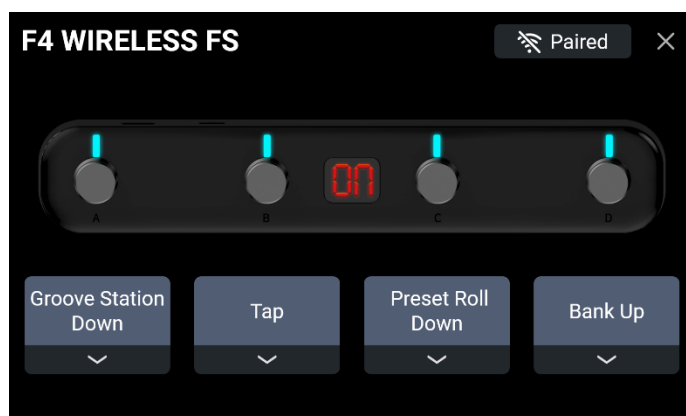 F4 WIRELESS FS
Paired
ON
A B C D
Groove Station
Down
Tap
Preset Roll
Down
Bank Up